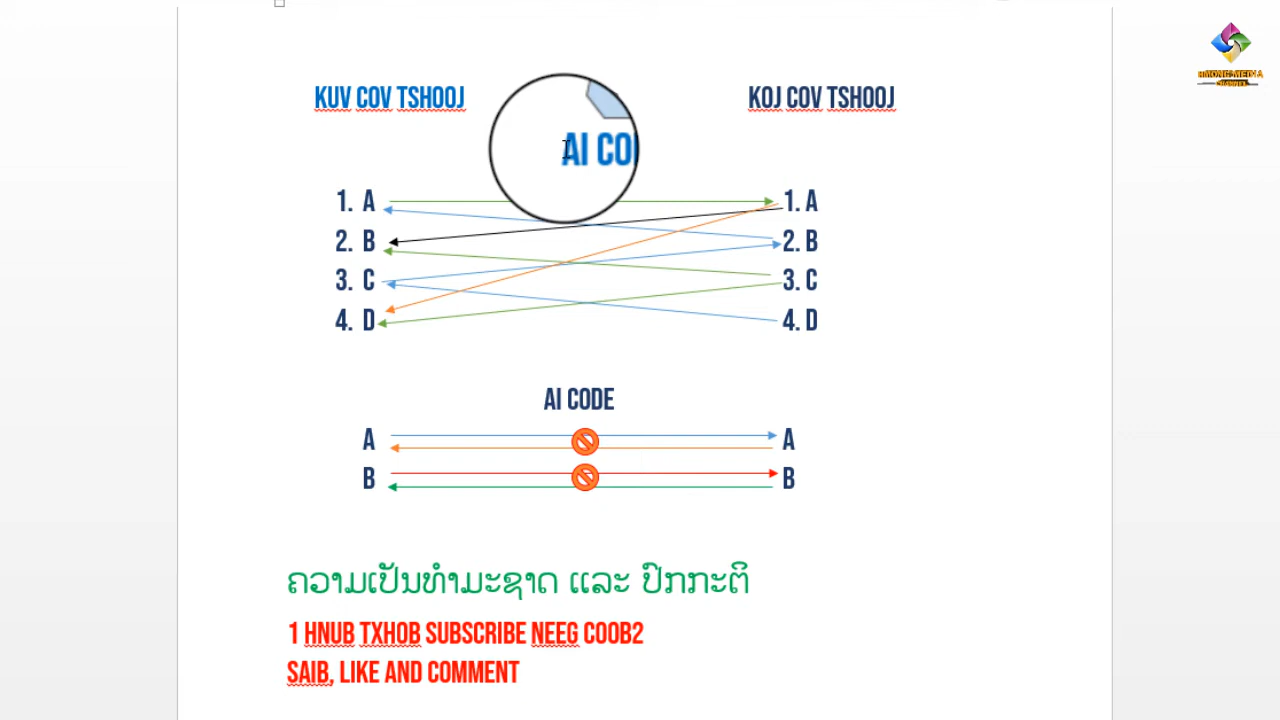 KUV COV TSHOOJ
KOJ COV TSHOOJ
AI CO
1. A
1. A
2. B
2. B
3. C
3. C
4. D
4. D
AI CODE
A
A
B
B
ຄວາມເປັນທຳມະຊາດ ແລະ ປົກກະຕິ
1 HNUB TXHOB SUBSCRIBE NEEG COOB2
SAIB, LIKE AND COMMENT